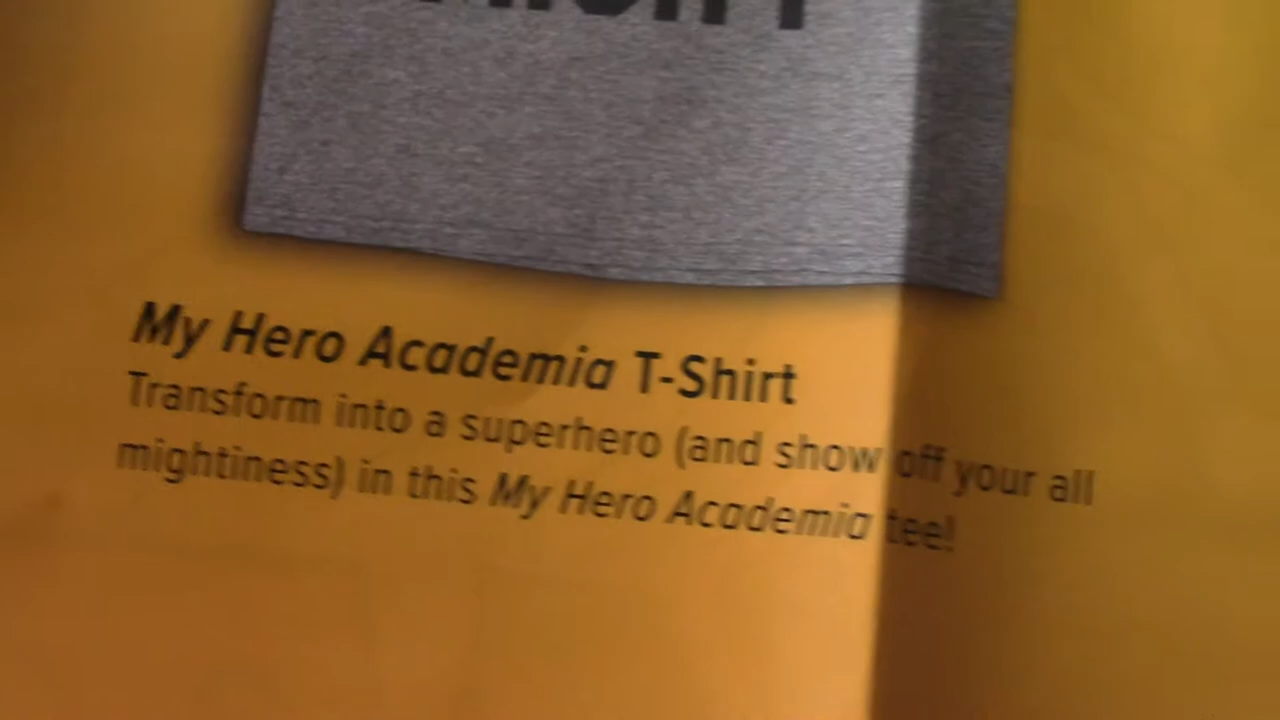 My Hero Academia T-Shirt
Transform into a superhero (and show off your all
mightiness) in this My Hero Academia tee!